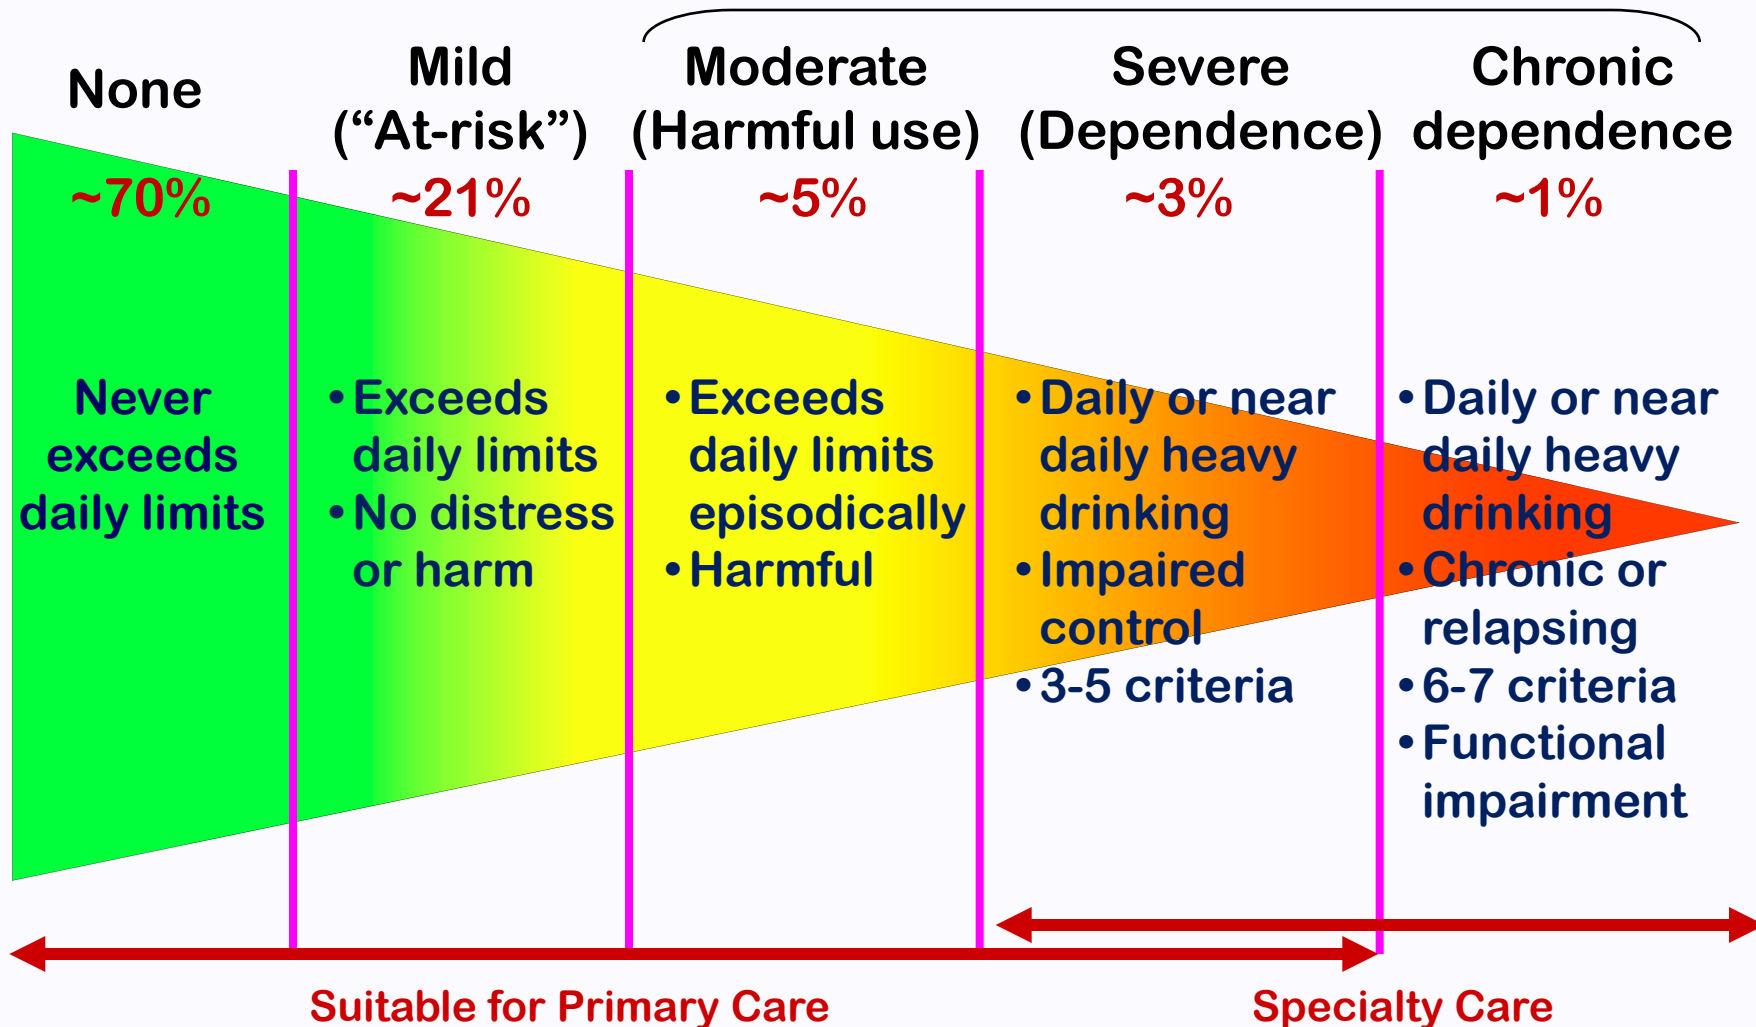 None
~70%
Never
exceeds
daily limits
Mild
(“At-risk”)
~21%
•Exceeds
daily limits
•No distress
or harm
Moderate
(Harmful use)
~5%
•Exceeds
daily limits
episodically
•Harmful
Severe
(Dependence)
~3%
•Daily or near
daily heavy
drinking
•Impaired
control
•3-5 criteria
Chronic
dependence
~1%
•Daily or near
daily heavy
drinking
•Chronic or
relapsing
•6-7 criteria
•Functional
impairment
Suitable for Primary Care
Specialty Care